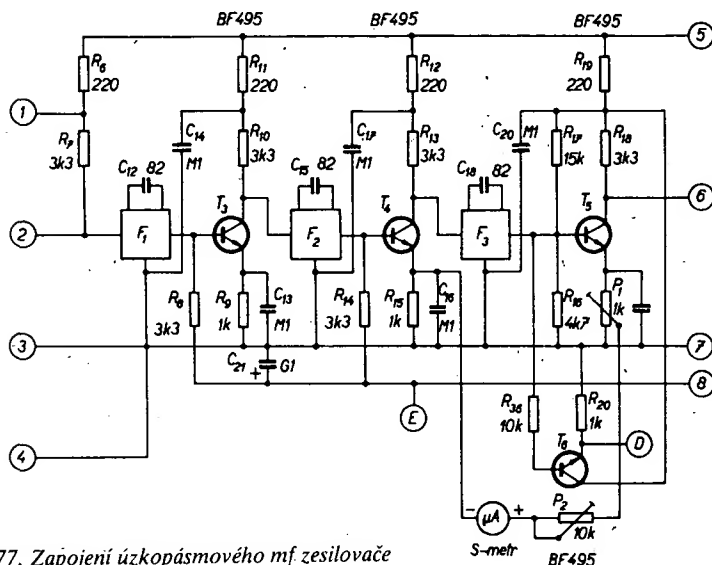 BF495 BF495 BF495
5
R6 220
R11 220
R12 220
R19 220
1
R7 3k3
C14 M1
R10 3k3
C17 M1
R13 3k3
C20 M1
R17 15k
R18 3k3
C12 82
C15 82
C18 82
T3
T4
T5
6
2
F1
F2
F3
R8 3k3
R9 1k
C13 M1
R14 3k3
R15 1k
C16 M1
R16 4k7
P1 1k
3
7
C21 + G1
8
E
4
R36 10k
R20 1k
T6
D
- µA +
P2 10k
S-metr
BF495
77. Zapojení úzkopásmového mf zesilovače